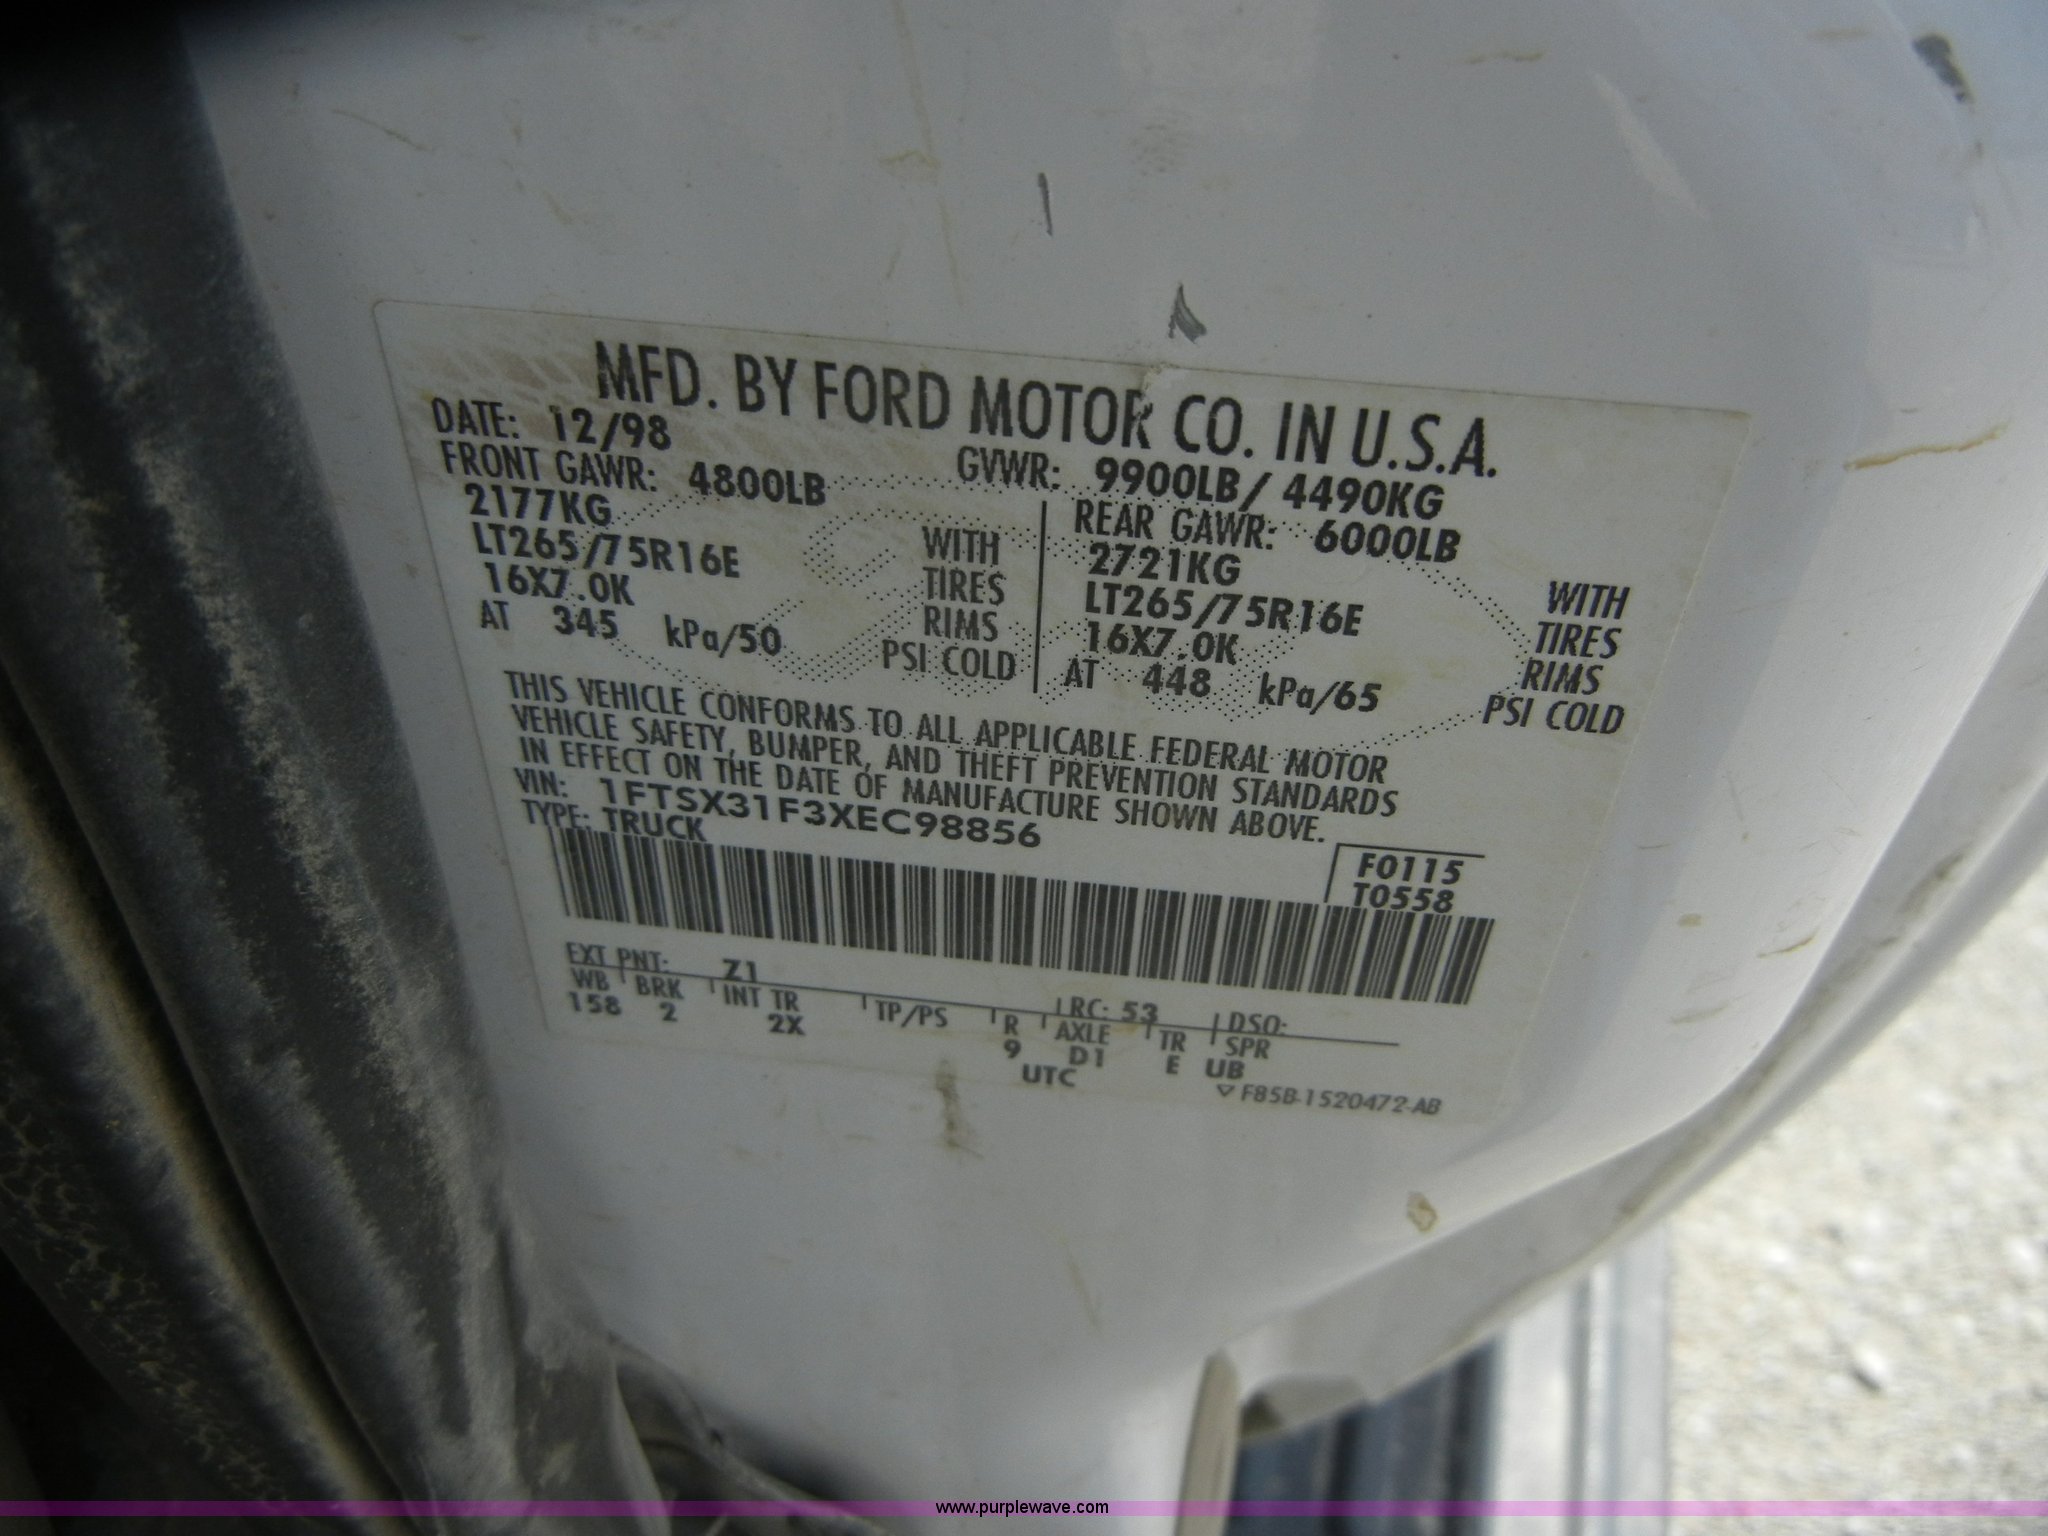 MFD. BY FORD MOTOR CO. IN U.S.A.
DATE: 12/98 GVWR: 9900LB/ 4490KG
FRONT GAWR: 4800LB
2177KG WITH
LT265/75R16E TIRES
16X7.0K RIMS
AT 345 kPa/50 PSI COLD
REAR GAWR: 6000LB
2721KG WITH
LT265/75R16E TIRES
16X7.0K RIMS
AT 448 kPa/65 PSI COLD
THIS VEHICLE CONFORMS TO ALL APPLICABLE FEDERAL MOTOR
VEHICLE SAFETY, BUMPER, AND THEFT PREVENTION STANDARDS
IN EFFECT ON THE DATE OF MANUFACTURE SHOWN ABOVE.
VIN: 1FTSX31F3XEC98856
TYPE: TRUCK
F0115
T0558
EXT PNT: Z1 RC: 53 DSO:
WB BRK INT TR TP/PS R AXLE TR SPR
158 2 2X 9 D1 E UB
UTC
▽ F85B-1520472-AB
www.purplewave.com